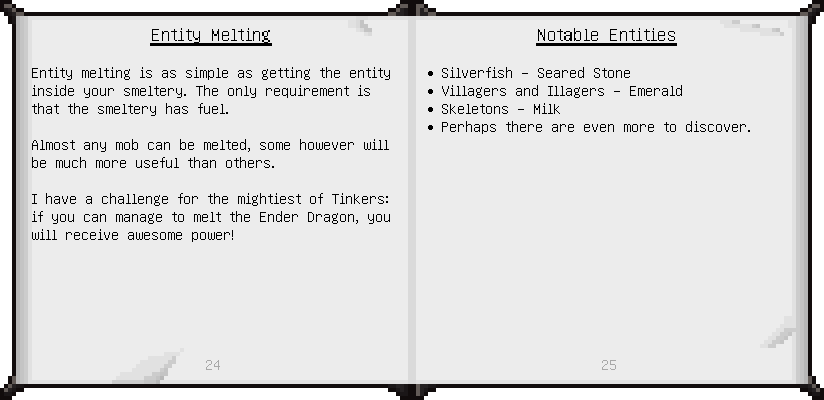 Entity Melting
Entity melting is as simple as getting the entity
inside your smeltery. The only requirement is
that the smeltery has fuel.
Almost any mob can be melted, some however will
be much more useful than others.
I have a challenge for the mightiest of Tinkers:
if you can manage to melt the Ender Dragon, you
will receive awesome power!
24
Notable Entities
• Silverfish - Seared Stone
• Villagers and Illagers - Emerald
• Skeletons - Milk
• Perhaps there are even more to discover.
25